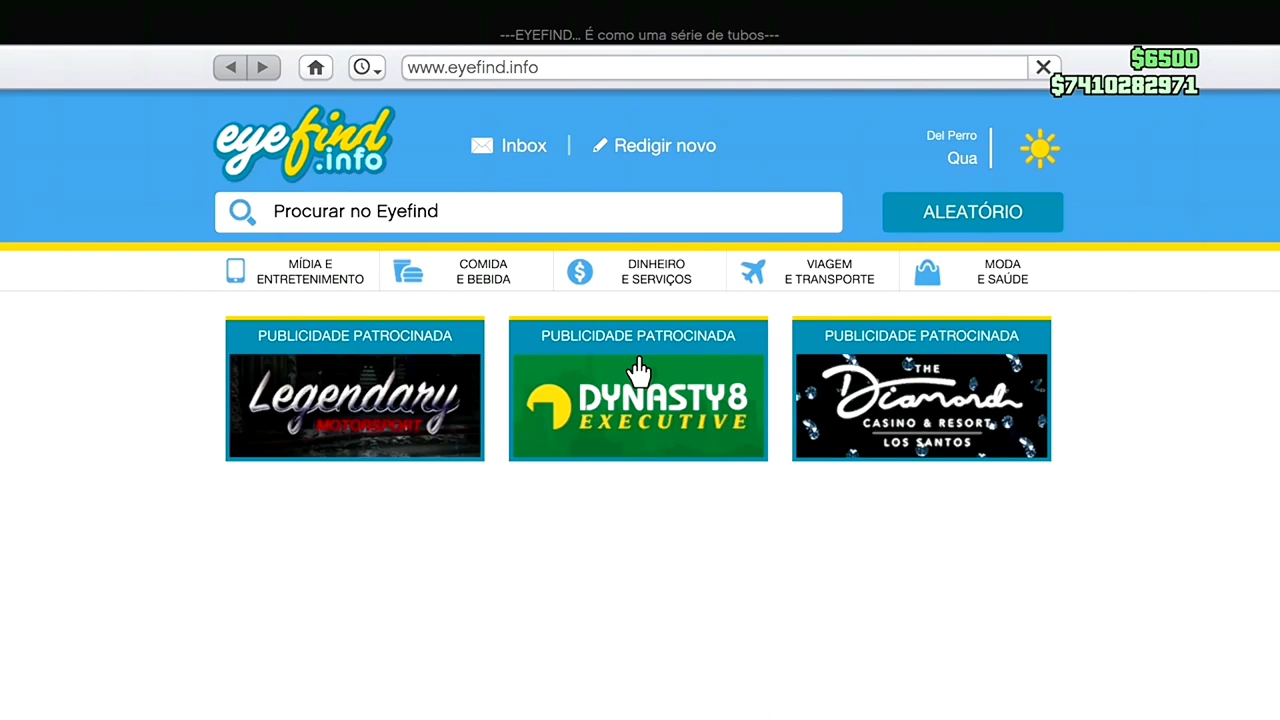 ---EYEFIND... É como uma série de tubos---
www.eyefind.info
$6500
$7410282971
eyefind
.info
Inbox
Redigir novo
Del Perro
Qua
Procurar no Eyefind
ALEATÓRIO
MÍDIA E
ENTRETENIMENTO
COMIDA
E BEBIDA
DINHEIRO
E SERVIÇOS
VIAGEM
E TRANSPORTE
MODA
E SAÚDE
PUBLICIDADE PATROCINADA
Legendary
MOTORSPORT
PUBLICIDADE PATROCINADA
DYNASTY8
EXECUTIVE
PUBLICIDADE PATROCINADA
THE
Diamond
CASINO & RESORT
LOS SANTOS